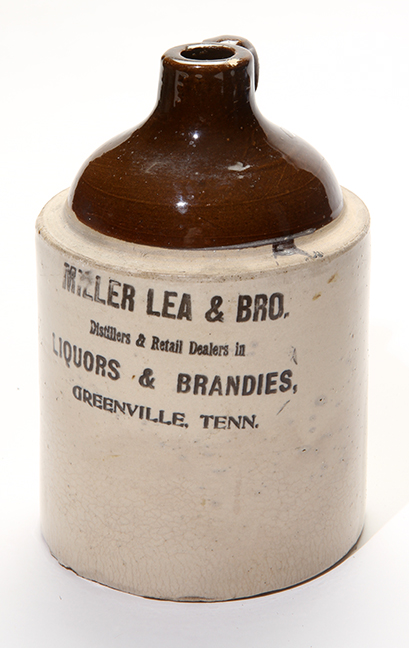 MILLER LEA & BRO.
Distillers & Retail Dealers in
LIQUORS & BRANDIES,
GREENVILLE, TENN.